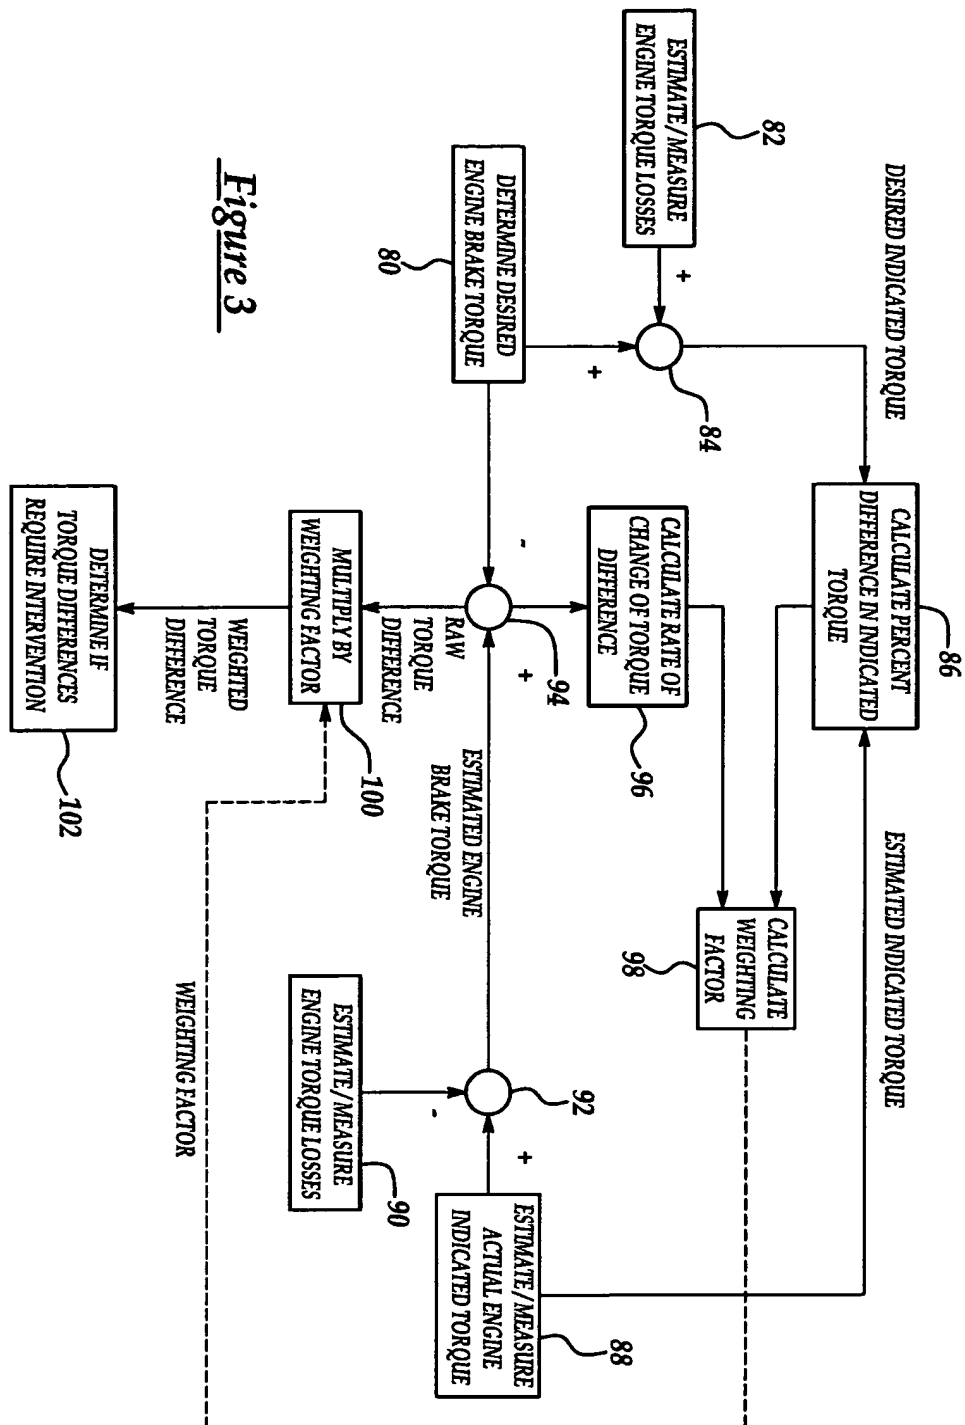 82
ESTIMATE/MEASURE
ENGINE TORQUE LOSSES
+
DESIRED INDICATED TORQUE
84
+
80
DETERMINE DESIRED
ENGINE BRAKE TORQUE
86
CALCULATE PERCENT
DIFFERENCE IN INDICATED
TORQUE
ESTIMATED INDICATED TORQUE
CALCULATE RATE OF
CHANGE OF TORQUE
DIFFERENCE
96
CALCULATE
WEIGHTING
FACTOR
98
-
94
+
RAW
TORQUE
DIFFERENCE
ESTIMATED ENGINE
BRAKE TORQUE
92
+
-
ESTIMATE/MEASURE
ACTUAL ENGINE
INDICATED TORQUE
88
MULTIPLY BY
WEIGHTING FACTOR
100
ESTIMATE/MEASURE
ENGINE TORQUE LOSSES
90
WEIGHTED
TORQUE
DIFFERENCE
WEIGHTING FACTOR
DETERMINE IF
TORQUE DIFFERENCES
REQUIRE INTERVENTION
102
Figure 3